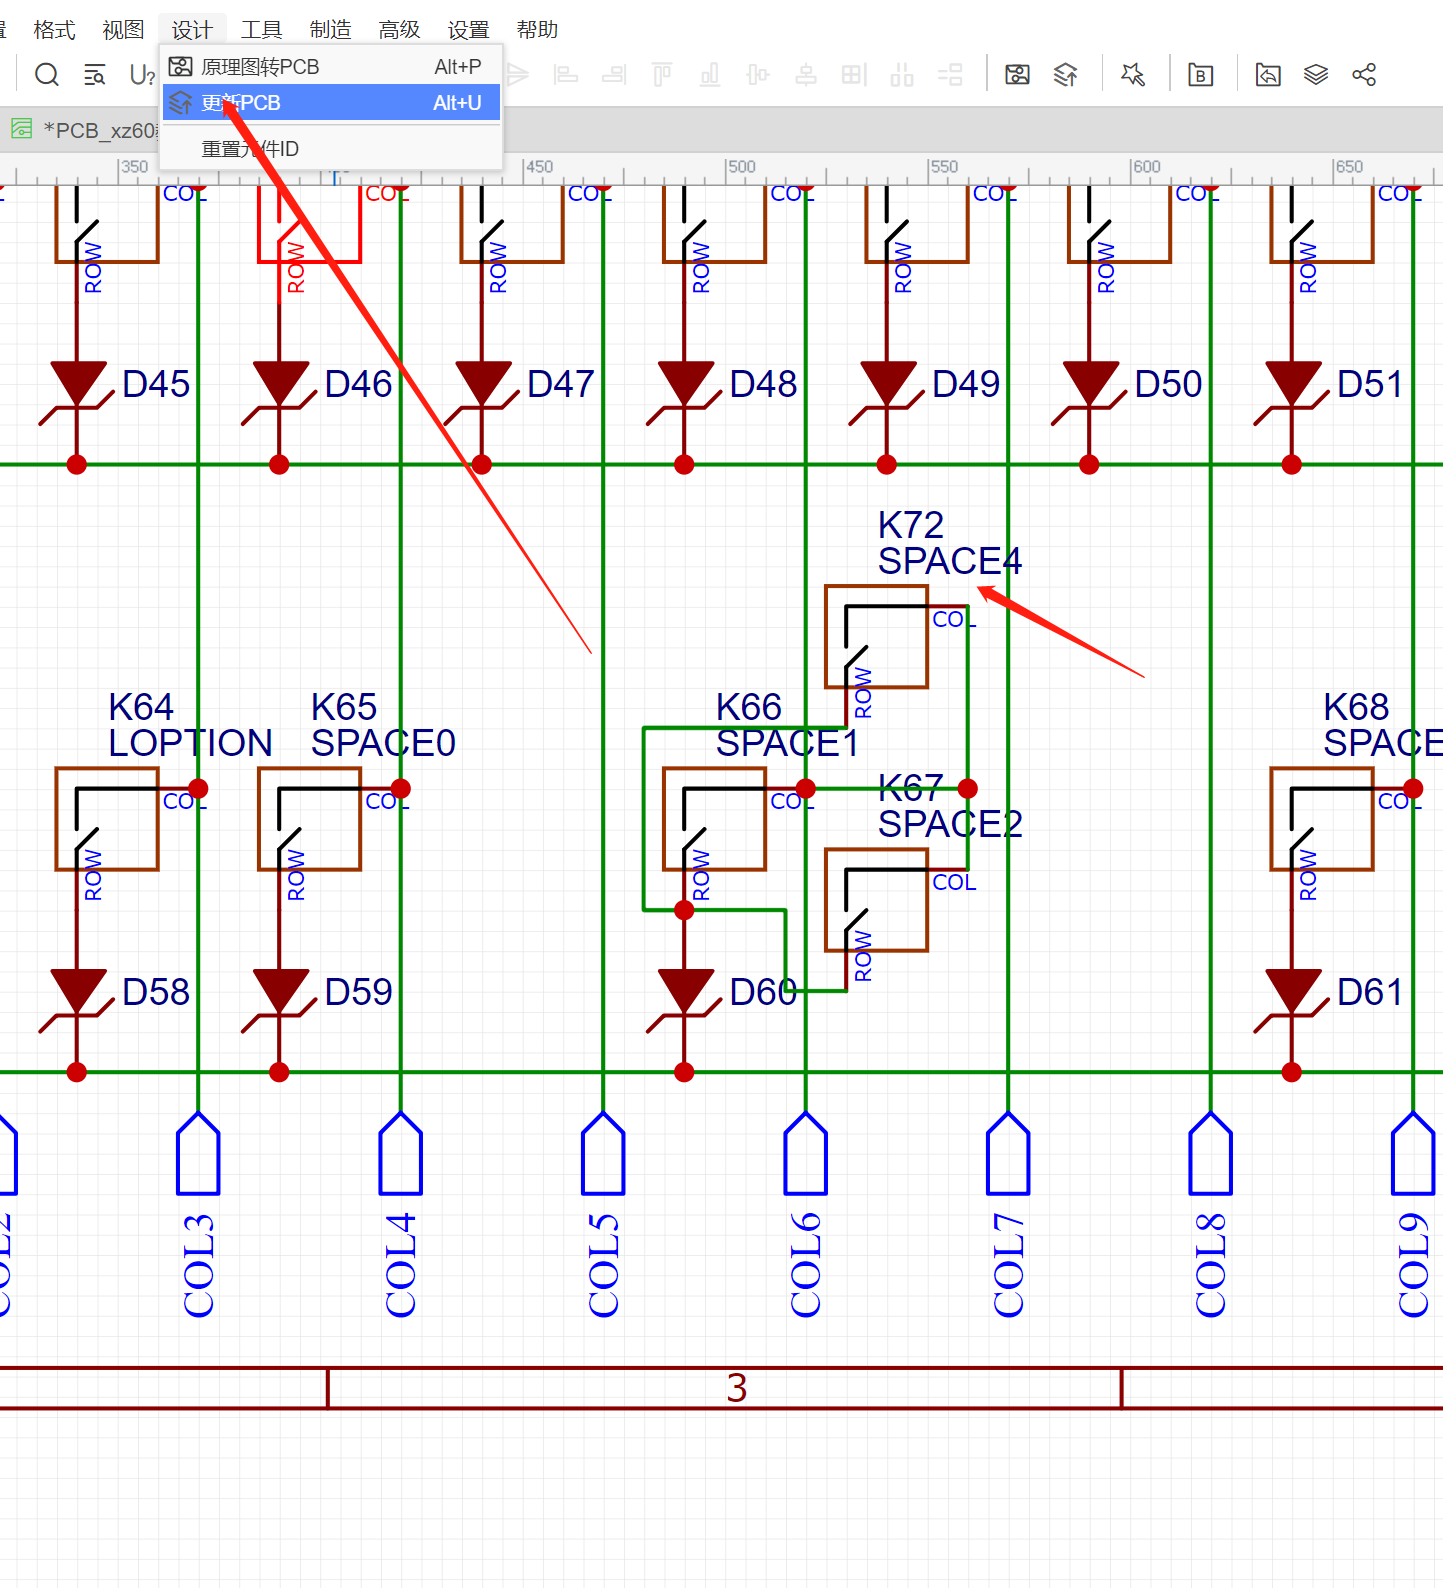 格式 视图 设计 工具 制造 高级 设置 帮助
原理图转PCB Alt+P
更新PCB Alt+U
重置元件ID
*PCB_xz60
350 450 500 550 600 650
COL COL COL COL COL COL COL
ROW ROW ROW ROW ROW ROW ROW
D45 D46 D47 D48 D49 D50 D51
K72
SPACE4
COL
ROW
K64 K65 K66 K68
LOPTION SPACE0 SPACE1 SPACE
K67
SPACE2
COL COL COL COL
COL
ROW ROW ROW ROW
ROW
D58 D59 D60 D61
COL2 COL3 COL4 COL5 COL6 COL7 COL8 COL9
3